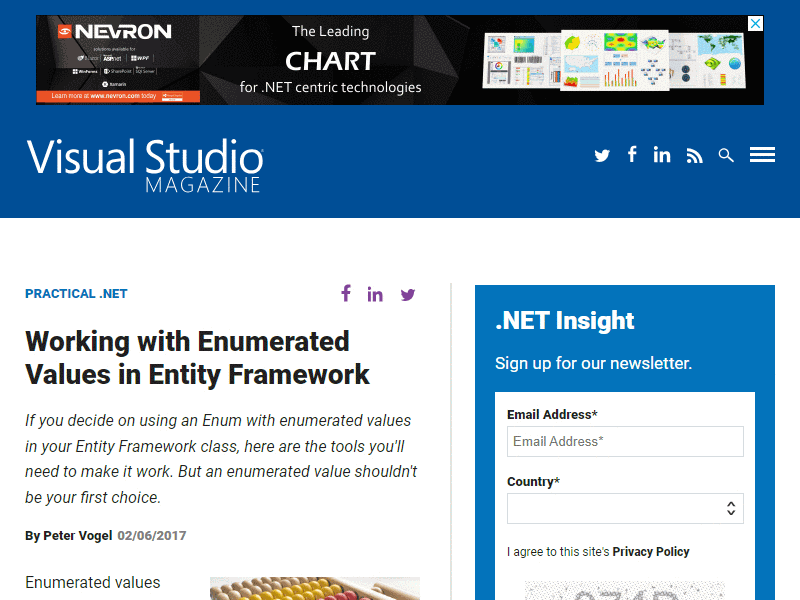 NEVRON
solutions available for
ASP.net
WPF
WinForms
SharePoint
SQL Server
Xamarin
Learn more at www.nevron.com today
The Leading
CHART
for .NET centric technologies
Visual Studio
MAGAZINE
PRACTICAL .NET
Working with Enumerated
Values in Entity Framework
If you decide on using an Enum with enumerated values
in your Entity Framework class, here are the tools you'll
need to make it work. But an enumerated value shouldn't
be your first choice.
By Peter Vogel 02/06/2017
Enumerated values
.NET Insight
Sign up for our newsletter.
Email Address*
Email Address*
Country*
I agree to this site's Privacy Policy